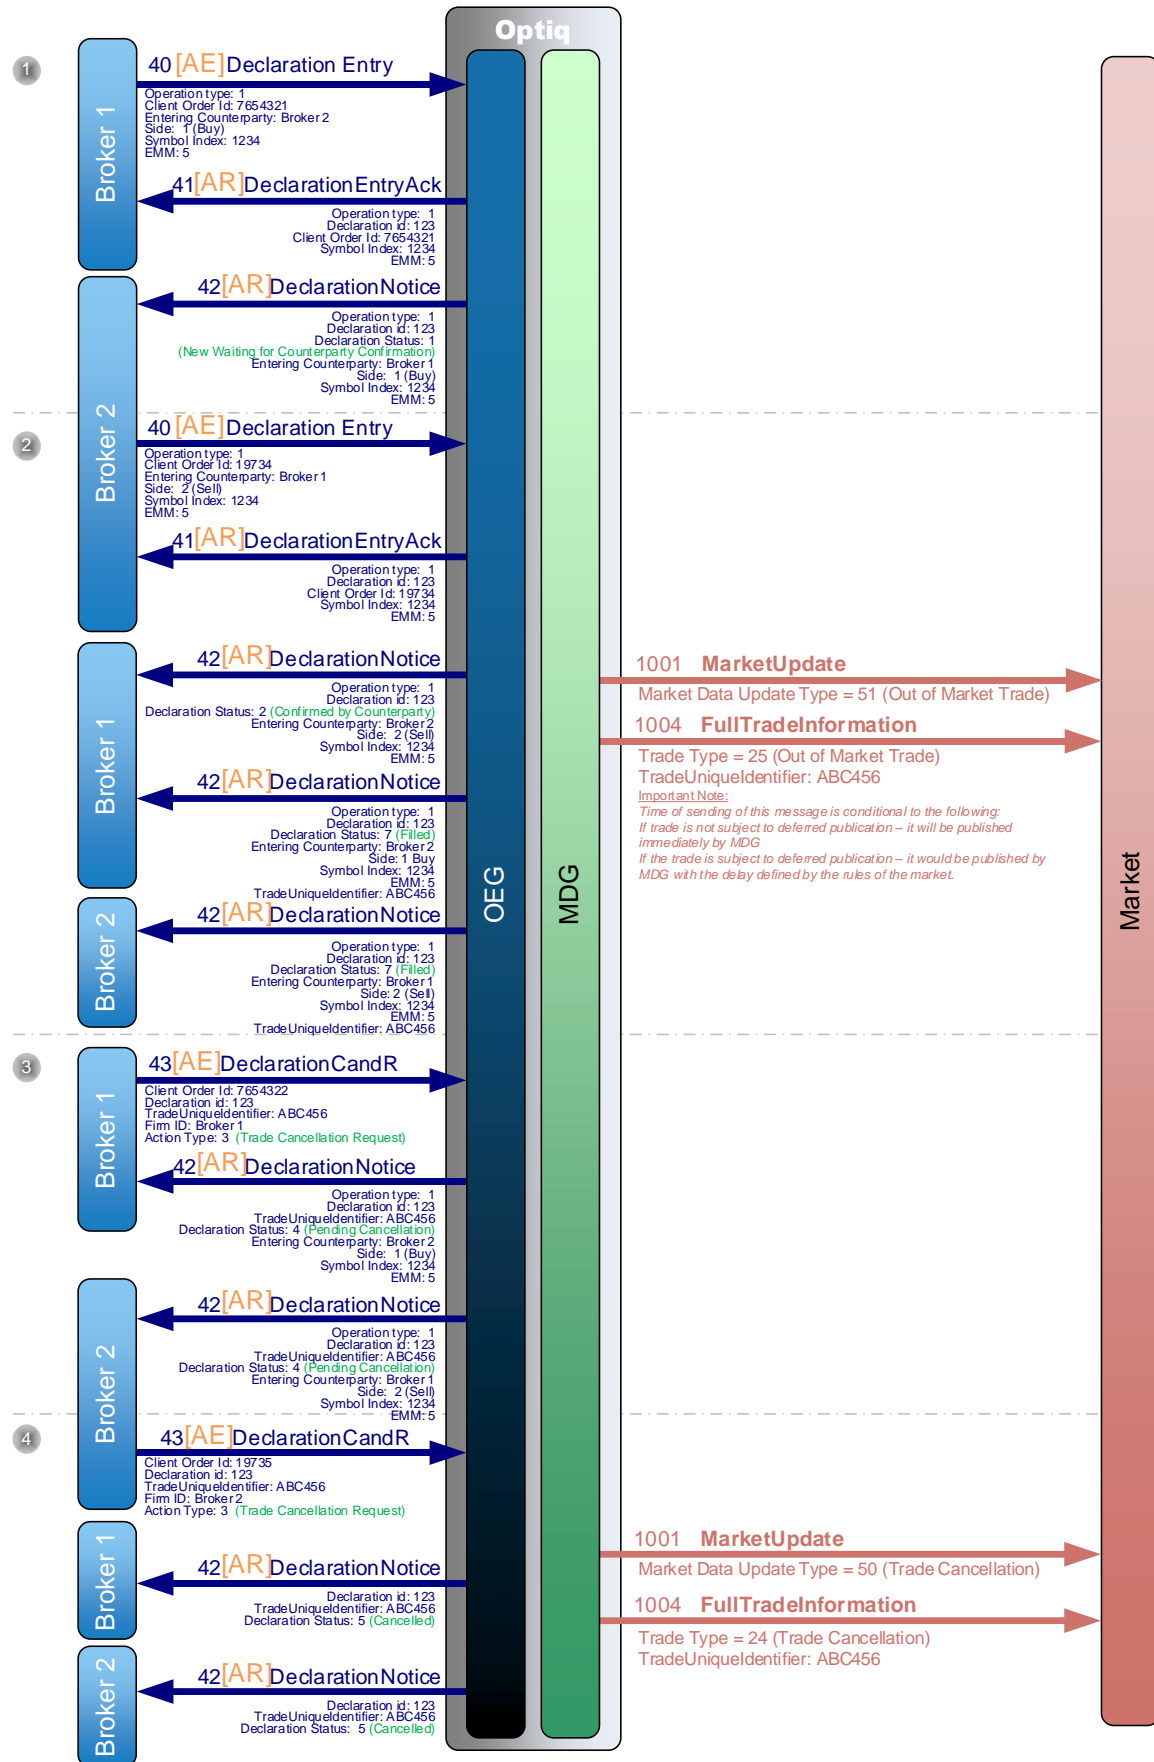 Optiq
1
Broker 1
40 [AE] Declaration Entry
Operation type: 1
Client Order Id: 7654321
Entering Counterparty: Broker 2
Side: 1 (Buy)
Symbol Index: 1234
EMM: 5
41[AR]DeclarationEntryAck
Operation type: 1
Declaration id: 123
Client Order Id: 7654321
Symbol Index: 1234
EMM: 5
Broker 2
42[AR]DeclarationNotice
Operation type: 1
Declaration id: 123
Declaration Status: 1
(New Waiting for Counterparty Confirmation)
Entering Counterparty: Broker 1
Side: 1 (Buy)
Symbol Index: 1234
EMM: 5
2
40 [AE] Declaration Entry
Operation type: 1
Client Order Id: 19734
Entering Counterparty: Broker 1
Side: 2 (Sell)
Symbol Index: 1234
EMM: 5
41[AR]DeclarationEntryAck
Operation type: 1
Declaration id: 123
Client Order Id: 19734
Symbol Index: 1234
EMM: 5
Broker 1
42[AR]DeclarationNotice
Operation type: 1
Declaration id: 123
Declaration Status: 2 (Confirmed by Counterparty)
Entering Counterparty: Broker 2
Side: 2 (Sell)
Symbol Index: 1234
EMM: 5
1001 MarketUpdate
Market Data Update Type = 51 (Out of Market Trade)
1004 FullTradeInformation
Trade Type = 25 (Out of Market Trade)
TradeUniqueIdentifier: ABC456
Important Note:
Time of sending of this message is conditional to the following:
If trade is not subject to deferred publication – it will be published
immediately by MDG
If the trade is subject to deferred publication – it would be published by
MDG with the delay defined by the rules of the market.
42[AR]DeclarationNotice
Operation type: 1
Declaration id: 123
Declaration Status: 7 (Filled)
Entering Counterparty: Broker 2
Side: 1 Buy
Symbol Index: 1234
EMM: 5
TradeUniqueIdentifier: ABC456
OEG
MDG
Market
Broker 2
42[AR]DeclarationNotice
Operation type: 1
Declaration id: 123
Declaration Status: 7 (Filled)
Entering Counterparty: Broker 1
Side: 2 (Sell)
Symbol Index: 1234
EMM: 5
TradeUniqueIdentifier: ABC456
3
Broker 1
43[AE]DeclarationCandR
Client Order Id: 7654322
Declaration id: 123
TradeUniqueIdentifier: ABC456
Firm ID: Broker 1
Action Type: 3 (Trade Cancellation Request)
42[AR]DeclarationNotice
Operation type: 1
Declaration id: 123
TradeUniqueIdentifier: ABC456
Declaration Status: 4 (Pending Cancellation)
Entering Counterparty: Broker 2
Side: 1 (Buy)
Symbol Index: 1234
EMM: 5
Broker 2
42[AR]DeclarationNotice
Operation type: 1
Declaration id: 123
TradeUniqueIdentifier: ABC456
Declaration Status: 4 (Pending Cancellation)
Entering Counterparty: Broker 1
Side: 2 (Sell)
Symbol Index: 1234
EMM: 5
4
43[AE]DeclarationCandR
Client Order Id: 19735
Declaration id: 123
TradeUniqueIdentifier: ABC456
Firm ID: Broker 2
Action Type: 3 (Trade Cancellation Request)
Broker 1
42[AR]DeclarationNotice
Declaration id: 123
TradeUniqueIdentifier: ABC456
Declaration Status: 5 (Cancelled)
1001 MarketUpdate
Market Data Update Type = 50 (Trade Cancellation)
1004 FullTradeInformation
Trade Type = 24 (Trade Cancellation)
TradeUniqueIdentifier: ABC456
Broker 2
42[AR]DeclarationNotice
Declaration id: 123
TradeUniqueIdentifier: ABC456
Declaration Status: 5 (Cancelled)